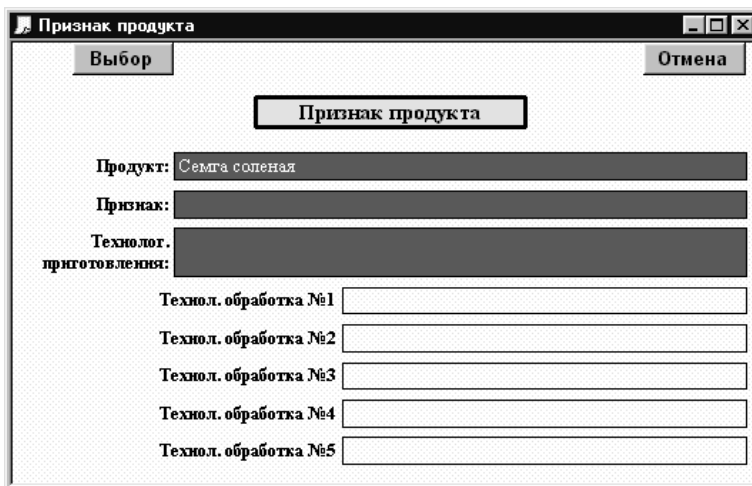 Признак продукта
Выбор
Отмена
Признак продукта
Продукт: Семга соленая
Признак:
Технолог.
приготовления:
Технол. обработка №1
Технол. обработка №2
Технол. обработка №3
Технол. обработка №4
Технол. обработка №5